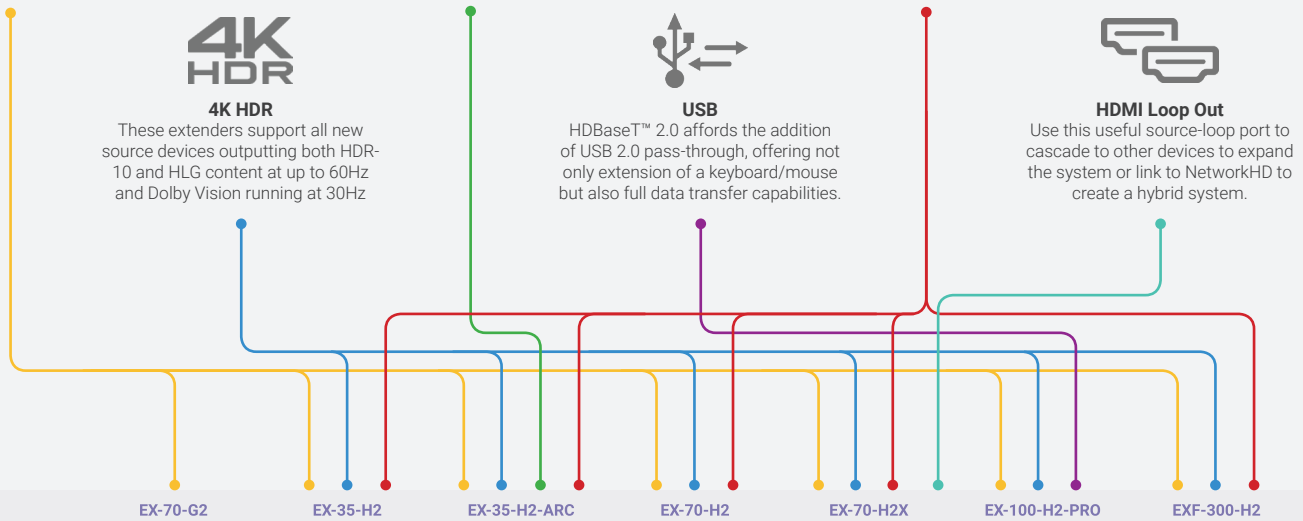 4K
HDR
4K HDR
These extenders support all new
source devices outputting both HDR-
10 and HLG content at up to 60Hz
and Dolby Vision running at 30Hz
USB
HDBaseT™ 2.0 affords the addition
of USB 2.0 pass-through, offering not
only extension of a keyboard/mouse
but also full data transfer capabilities.
HDMI Loop Out
Use this useful source-loop port to
cascade to other devices to expand
the system or link to NetworkHD to
create a hybrid system.
EX-70-G2
EX-35-H2
EX-35-H2-ARC
EX-70-H2
EX-70-H2X
EX-100-H2-PRO
EXF-300-H2